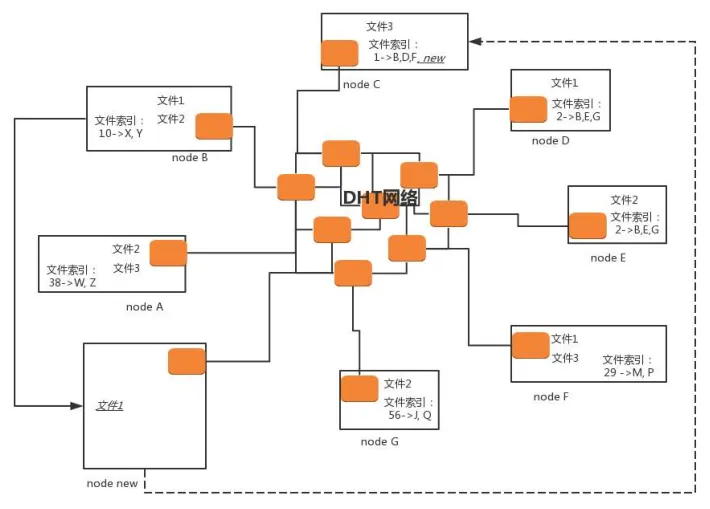 文件3
文件索引：
1->B,D,F, new
node C
文件1
文件2
文件索引：
10->X, Y
node B
文件1
文件索引：
2->B,E,G
node D
DHT网络
文件2
文件索引：
2->B,E,G
node E
文件2
文件3
文件索引：
38->W, Z
node A
文件1
文件3
文件索引：
29 ->M, P
node F
文件2
文件索引：
56->J, Q
node G
文件1
node new